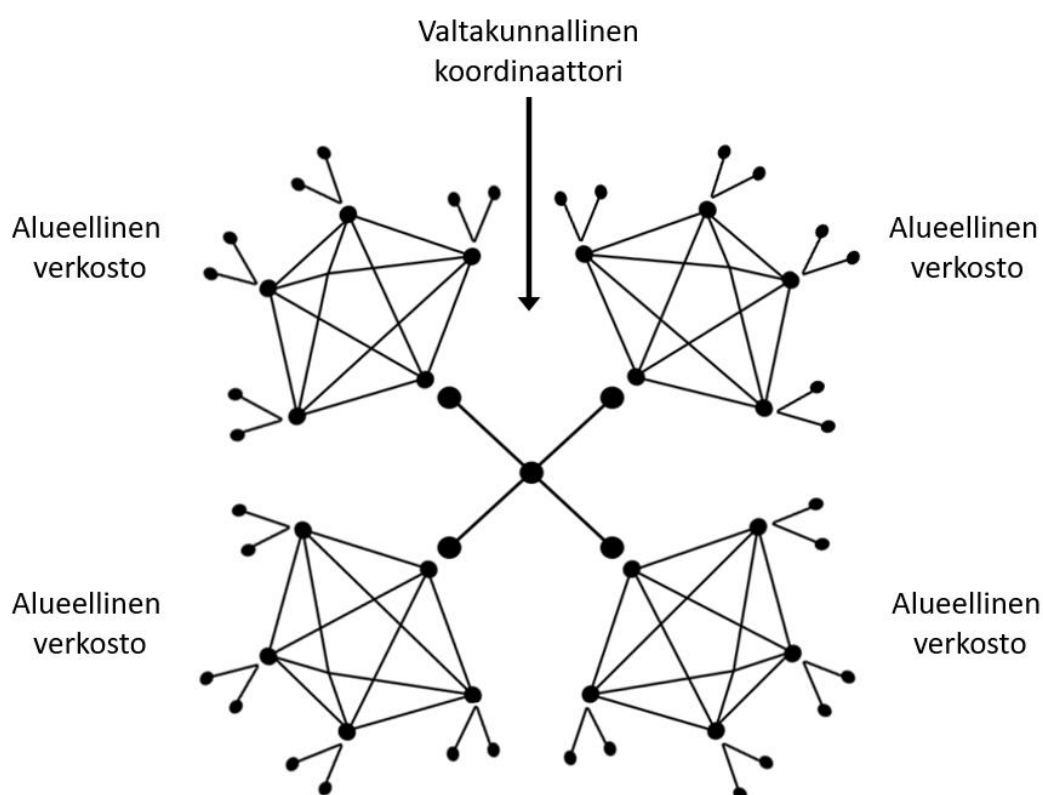 Valtakunnallinen
koordinaattori
Alueellinen
verkosto
Alueellinen
verkosto
Alueellinen
verkosto
Alueellinen
verkosto